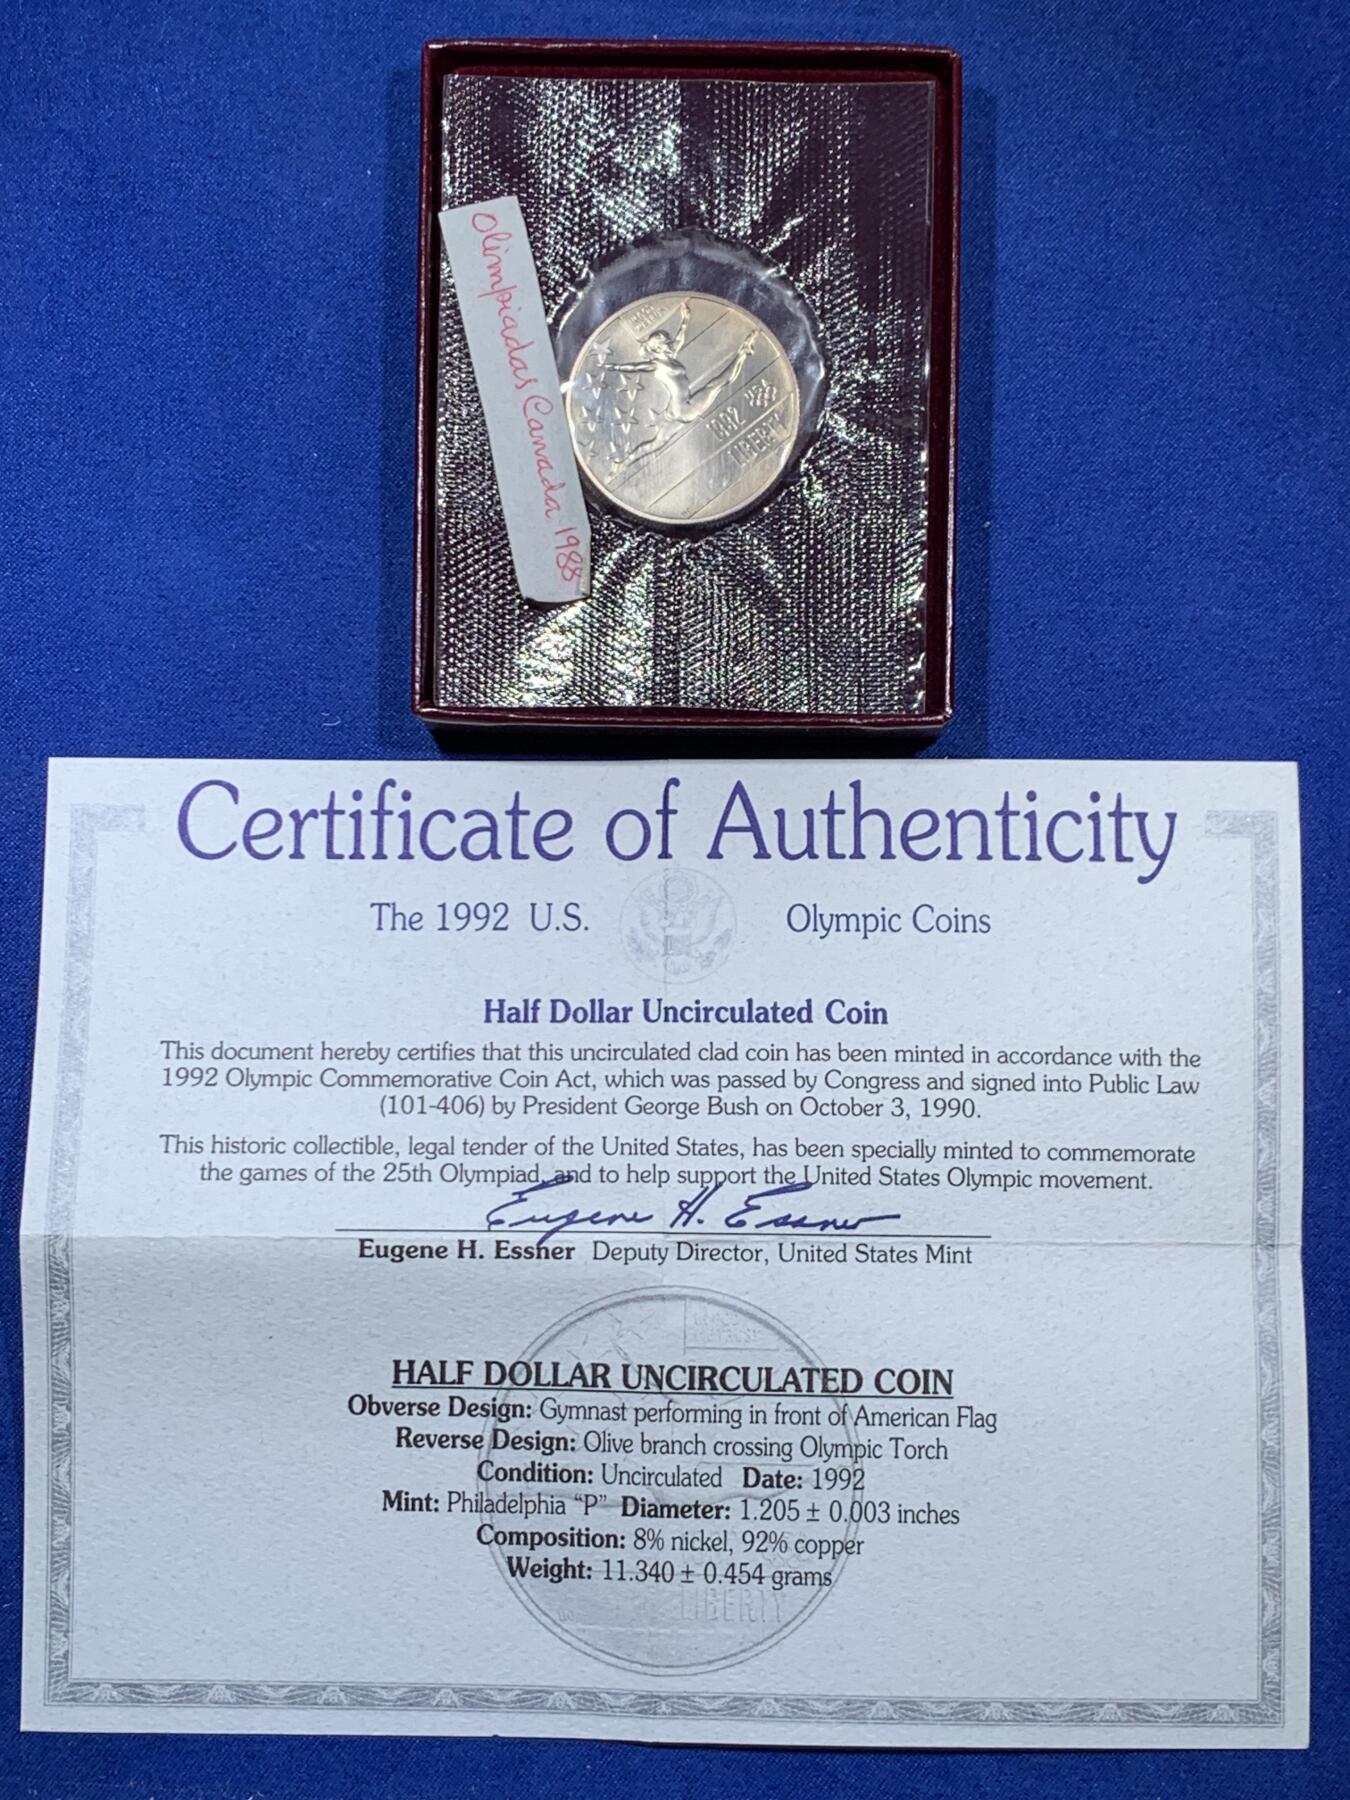 Olimpiadas Canada 1988
1992 USA
LIBERTY
Certificate of Authenticity
The 1992 U.S. Olympic Coins
Half Dollar Uncirculated Coin
This document hereby certifies that this uncirculated clad coin has been minted in accordance with the
1992 Olympic Commemorative Coin Act, which was passed by Congress and signed into Public Law
(101-406) by President George Bush on October 3, 1990.
This historic collectible, legal tender of the United States, has been specially minted to commemorate
the games of the 25th Olympiad, and to help support the United States Olympic movement.
Eugene H. Essner
Eugene H. Essner Deputy Director, United States Mint
HALF DOLLAR UNCIRCULATED COIN
Obverse Design: Gymnast performing in front of American Flag
Reverse Design: Olive branch crossing Olympic Torch
Condition: Uncirculated Date: 1992
Mint: Philadelphia "P" Diameter: 1.205 ± 0.003 inches
Composition: 8% nickel, 92% copper
Weight: 11.340 ± 0.454 grams
LIBERTY